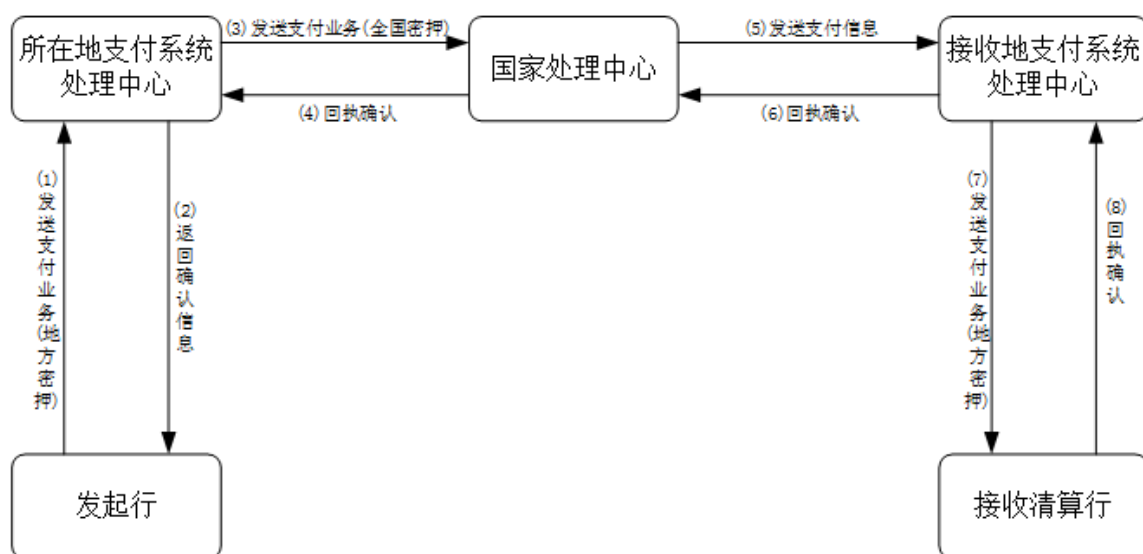 所在地支付系统
处理中心
(3)发送支付业务(全国密押)
(4)回执确认
国家处理中心
(5)发送支付信息
(6)回执确认
接收地支付系统
处理中心
(1)发送支付业务(地方密押)
(2)返回确认信息
(7)发送支付业务(地方密押)
(8)回执确认
发起行
接收清算行